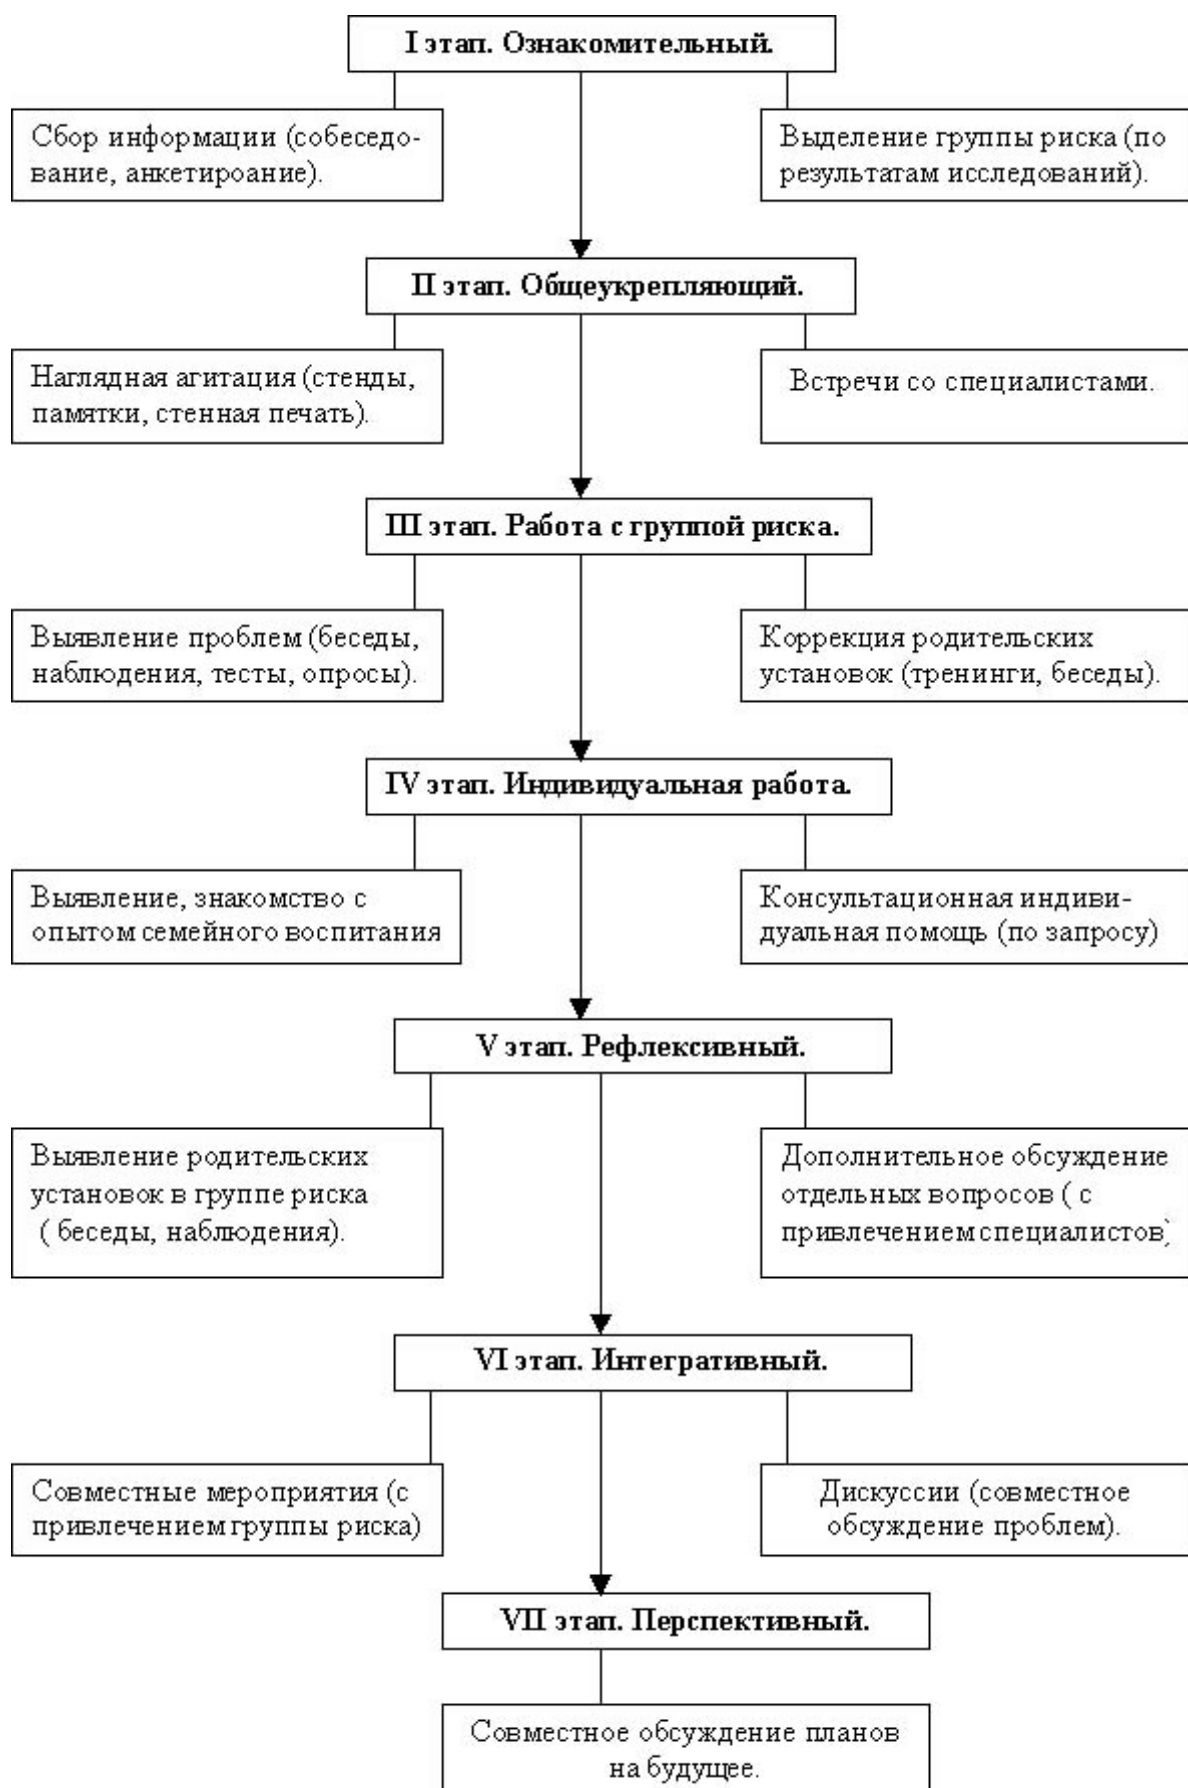 I этап. Ознакомительный.
Сбор информации (собеседо-
вание, анкетироание).
Выделение группы риска (по
результатам исследований).
II этап. Общеукрепляющий.
Наглядная агитация (стенды,
памятки, стенная печать).
Встречи со специалистами.
III этап. Работа с группой риска.
Выявление проблем (беседы,
наблюдения, тесты, опросы).
Коррекция родительских
установок (тренинги, беседы).
IV этап. Индивидуальная работа.
Выявление, знакомство с
опытом семейного воспитания
Консультационная индиви-
дуальная помощь (по запросу)
V этап. Рефлексивный.
Выявление родительских
установок в группе риска
( беседы, наблюдения).
Дополнительное обсуждение
отдельных вопросов ( с
привлечением специалистов)
VI этап. Интегративный.
Совместные мероприятия (с
привлечением группы риска)
Дискуссии (совместное
обсуждение проблем).
VII этап. Перспективный.
Совместное обсуждение планов
на будущее.